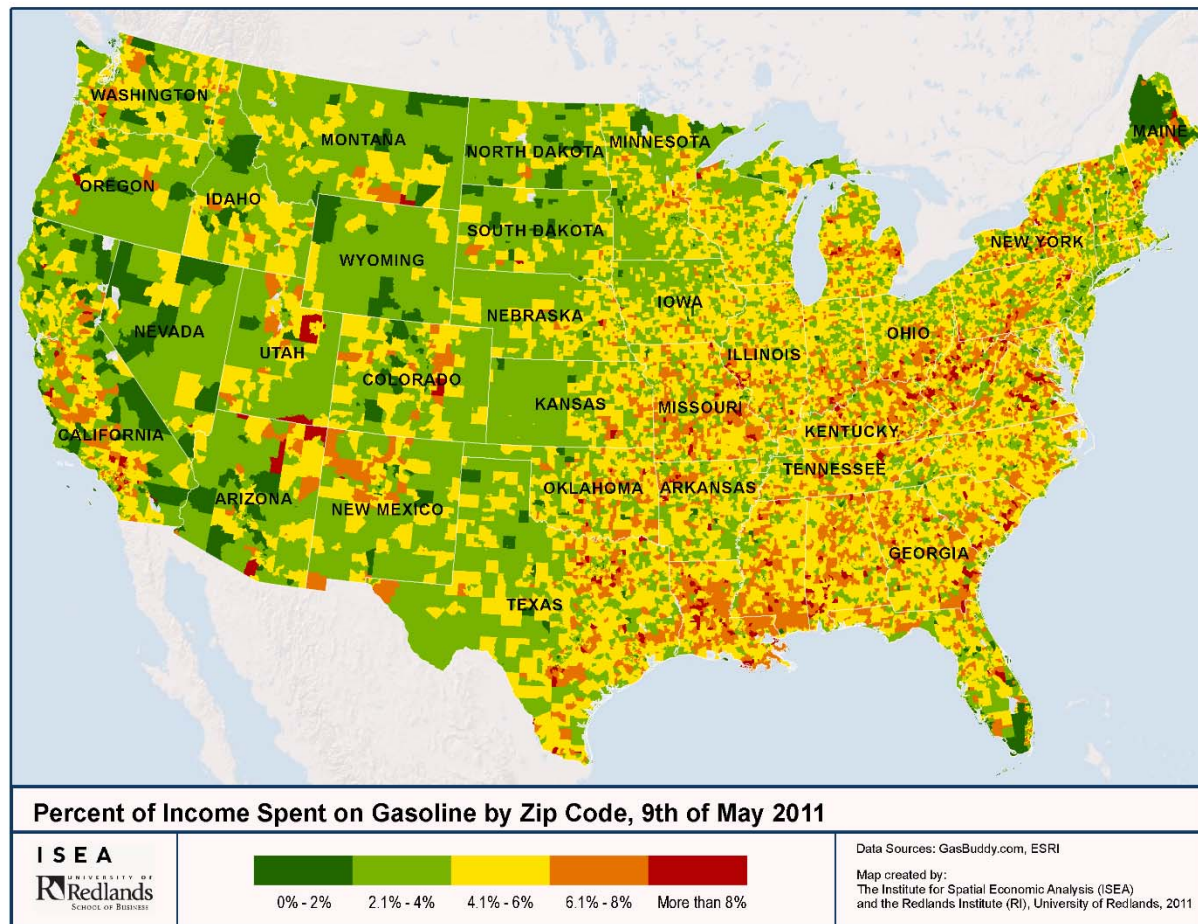 WASHINGTON
MONTANA
NORTH DAKOTA
MINNESOTA
MAINE
OREGON
IDAHO
SOUTH DAKOTA
WYOMING
NEW YORK
NEBRASKA
IOWA
NEVADA
UTAH
COLORADO
ILLINOIS
OHIO
KANSAS
MISSOURI
CALIFORNIA
KENTUCKY
TENNESSEE
ARIZONA
NEW MEXICO
OKLAHOMA
ARKANSAS
GEORGIA
TEXAS
Percent of Income Spent on Gasoline by Zip Code, 9th of May 2011
ISEA
UNIVERSITY OF
Redlands
SCHOOL OF BUSINESS
0% - 2%
2.1% - 4%
4.1% - 6%
6.1% - 8%
More than 8%
Data Sources: GasBuddy.com, ESRI
Map created by:
The Institute for Spatial Economic Analysis (ISEA)
and the Redlands Institute (RI), University of Redlands, 2011